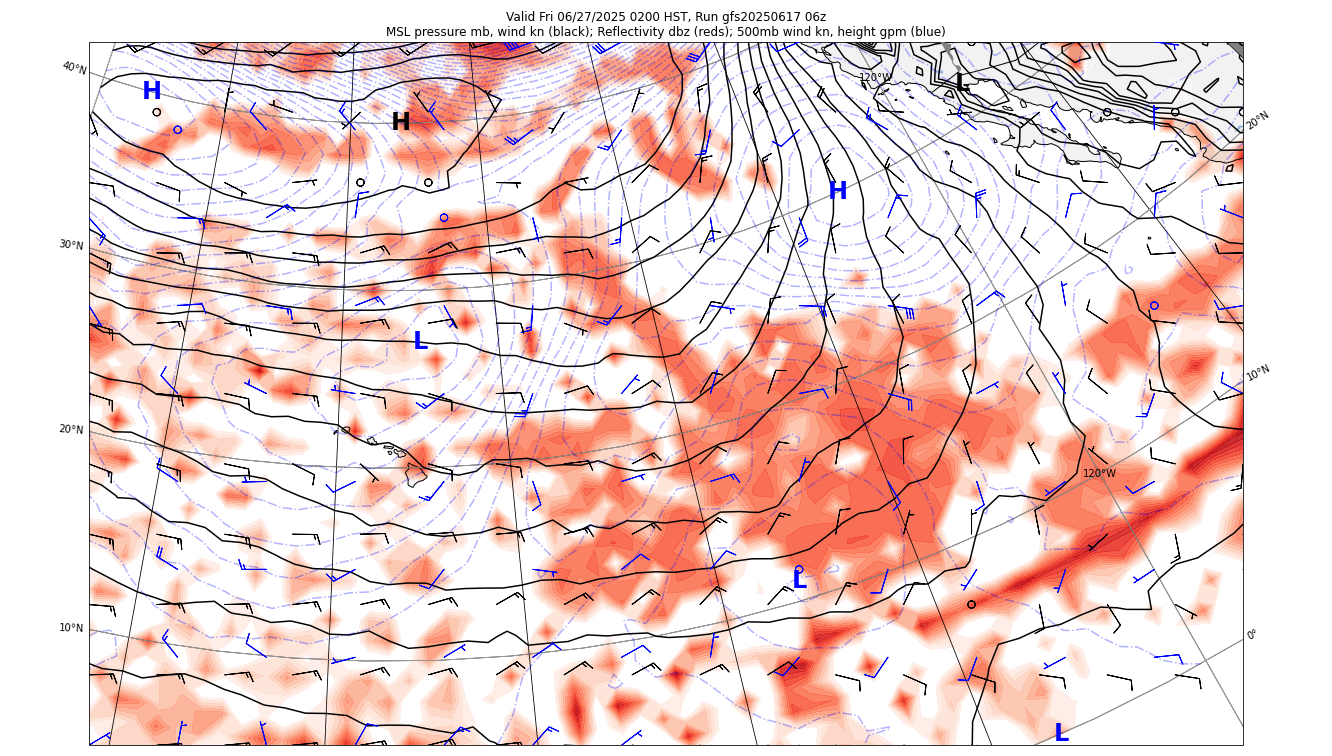 Valid Fri 06/27/2025 0200 HST, Run gfs20250617 06z
MSL pressure mb, wind kn (black); Reflectivity dbz (reds); 500mb wind kn, height gpm (blue)
40°N
120°W
L
20°N
H
H
H
30°N
L
10°N
20°N
120°W
L
10°N
0°
L